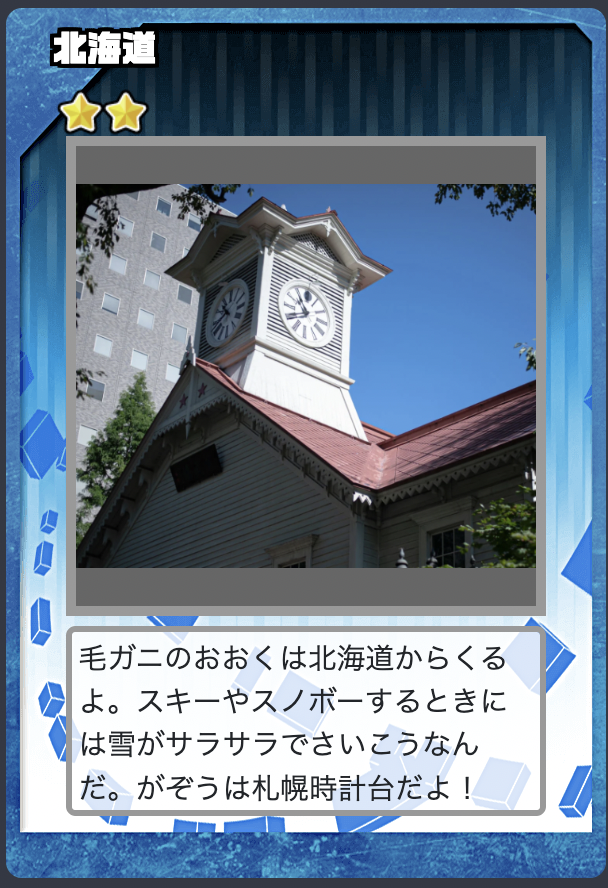 北海道
毛ガニのおおくは北海道からくる
よ。スキーやスノボーするときに
は雪がサラサラでさいこうなん
だ。がぞうは札幌時計台だよ！